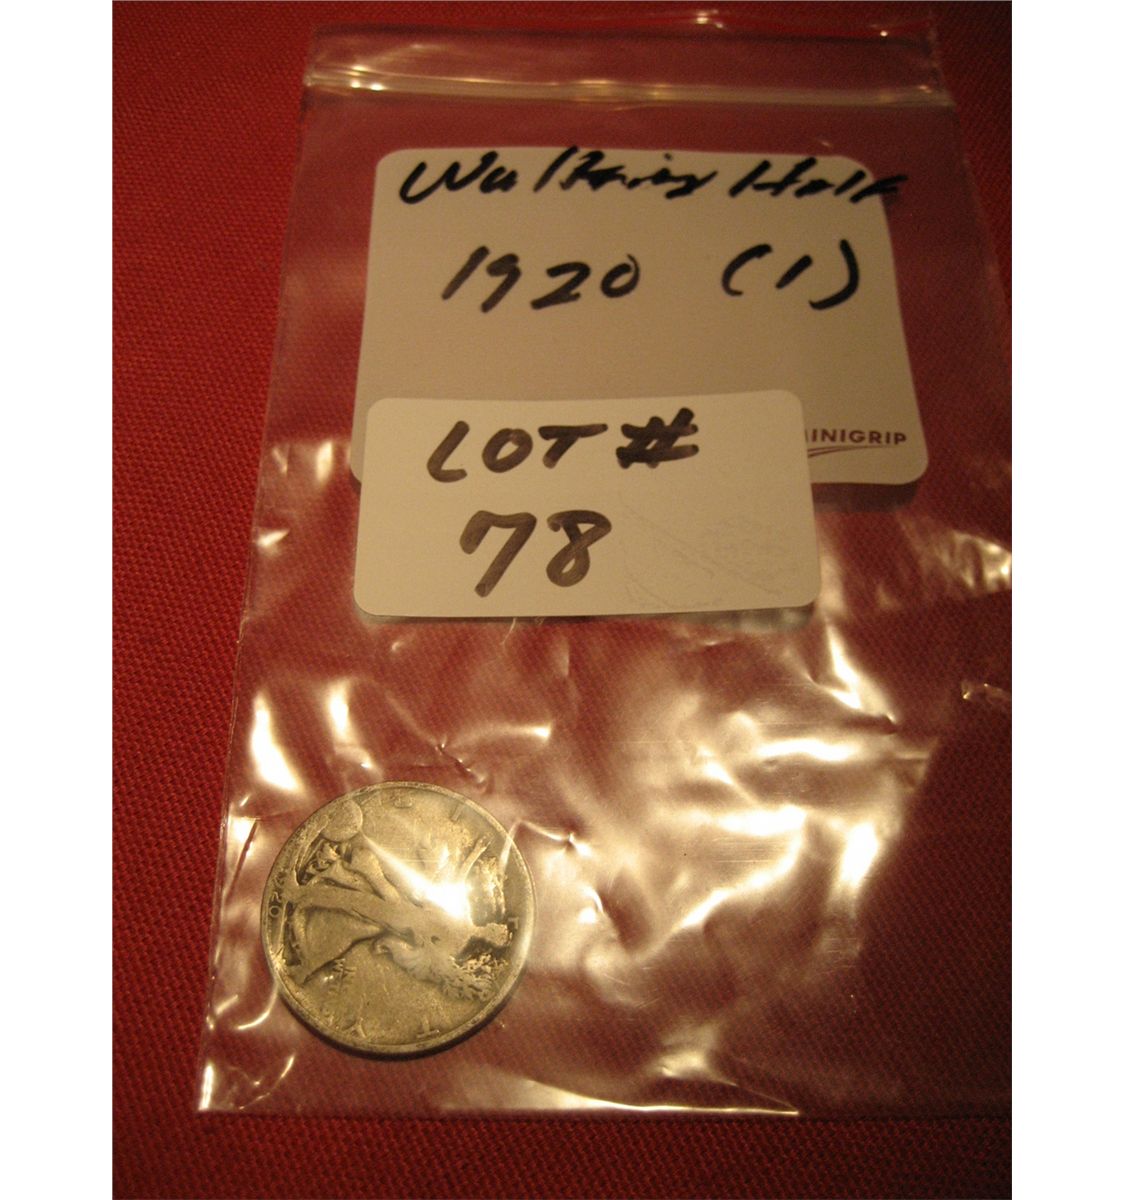 Walking Half
1920 (1)
MINIGRIP
LOT #
78